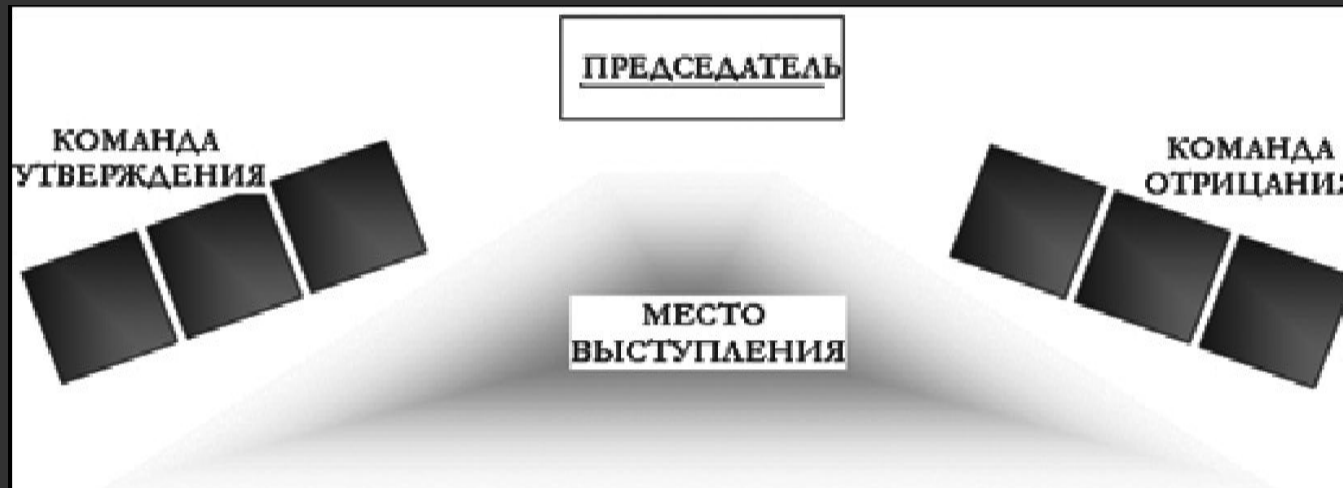 ПРЕДСЕДАТЕЛЬ
КОМАНДА
УТВЕРЖДЕНИЯ
КОМАНДА
ОТРИЦАНИЯ
МЕСТО
ВЫСТУПЛЕНИЯ